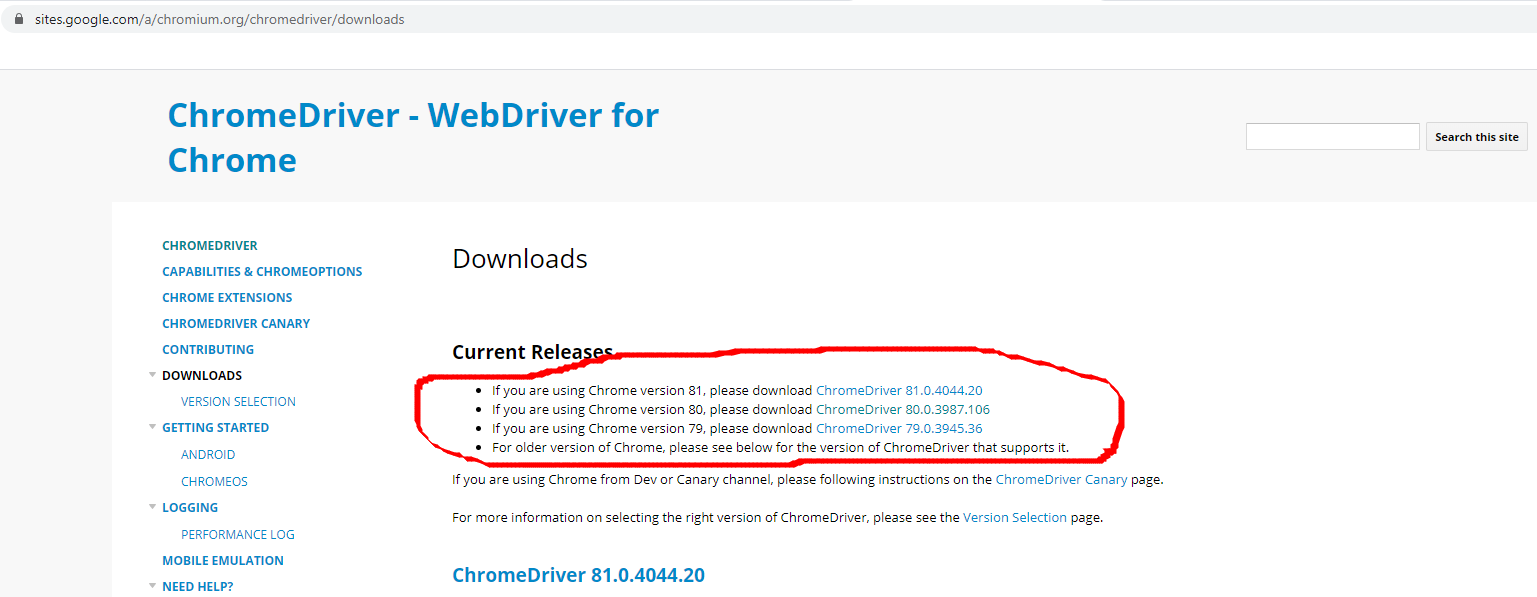 sites.google.com/a/chromium.org/chromedriver/downloads
ChromeDriver - WebDriver for
Chrome
Search this site
CHROMEDRIVER
CAPABILITIES & CHROMEOPTIONS
CHROME EXTENSIONS
CHROMEDRIVER CANARY
CONTRIBUTING
DOWNLOADS
VERSION SELECTION
GETTING STARTED
ANDROID
CHROMEOS
LOGGING
PERFORMANCE LOG
MOBILE EMULATION
NEED HELP?
Downloads
Current Releases
• If you are using Chrome version 81, please download ChromeDriver 81.0.4044.20
• If you are using Chrome version 80, please download ChromeDriver 80.0.3987.106
• If you are using Chrome version 79, please download ChromeDriver 79.0.3945.36
• For older version of Chrome, please see below for the version of ChromeDriver that supports it.
If you are using Chrome from Dev or Canary channel, please following instructions on the ChromeDriver Canary page.
For more information on selecting the right version of ChromeDriver, please see the Version Selection page.
ChromeDriver 81.0.4044.20